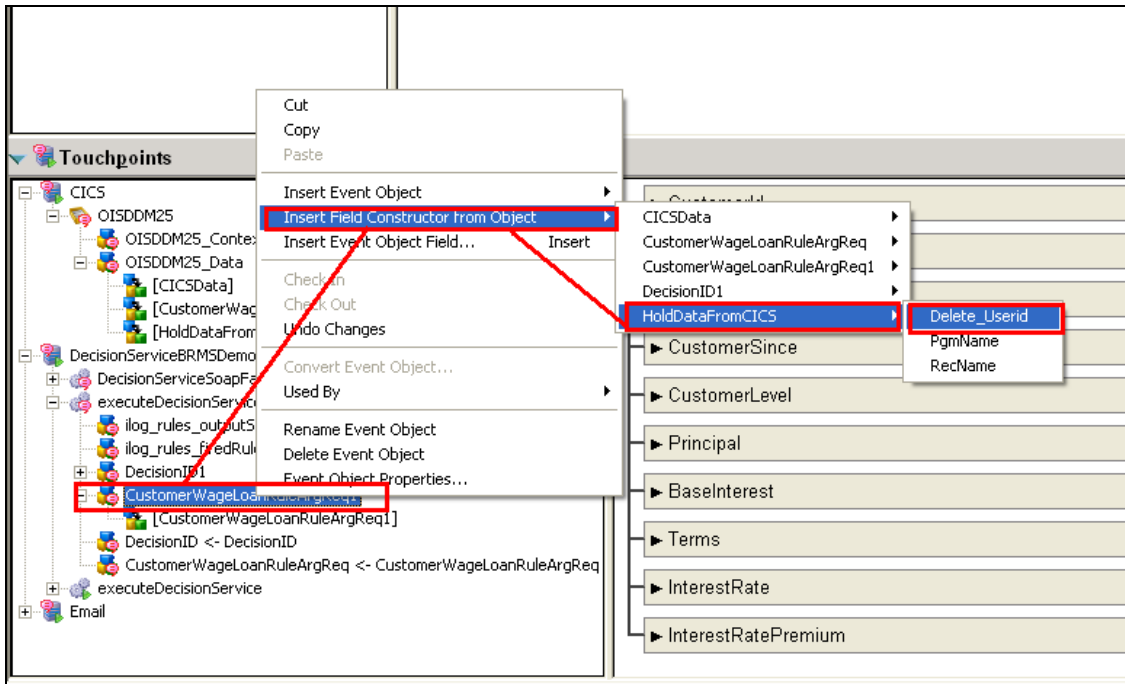 Cut
Copy
Paste
Touchpoints
Insert Event Object
Insert Field Constructor from Object
Insert Event Object Field... Insert
Check In
Check Out
Undo Changes
Convert Event Object...
Used By
Rename Event Object
Delete Event Object
Event Object Properties...
CICSData
CustomerWageLoanRuleArgReq
CustomerWageLoanRuleArgReq1
DecisionID1
HoldDataFromCICS
Delete_Userid
PgmName
RecName
CICS
OISDDM25
OISDDM25_Conte
OISDDM25_Data
[CICSData]
[CustomerWag
[HoldDataFrom
DecisionServiceBRMSDemo
DecisionServiceSoapFa
executeDecisionService
ilog_rules_outputS
ilog_rules_firedRul
DecisionID1
CustomerWageLoanRuleArgReq1
[CustomerWageLoanRuleArgReq1]
DecisionID <- DecisionID
CustomerWageLoanRuleArgReq <- CustomerWageLoanRuleArgReq
executeDecisionService
Email
CustomerSince
CustomerLevel
Principal
BaseInterest
Terms
InterestRate
InterestRatePremium